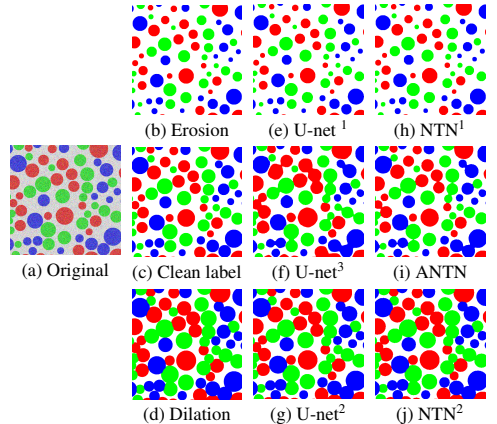 (b) Erosion
(e) U-net 1
(h) NTN1
(a) Original
(c) Clean label
(f) U-net3
(i) ANTN
(d) Dilation
(g) U-net2
(j) NTN2